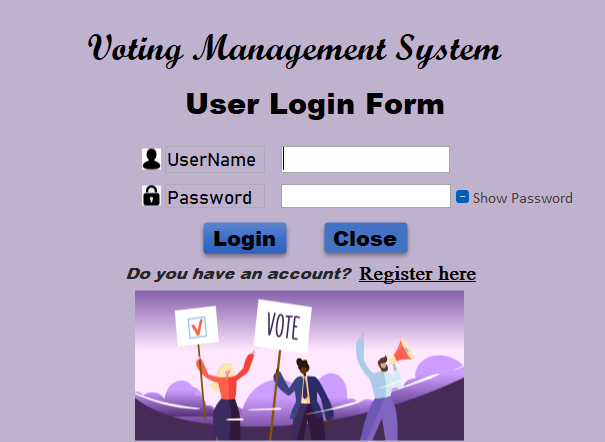 Voting Management System
User Login Form
UserName
Password
Show Password
Login Close
Do you have an account? Register here
VOTE